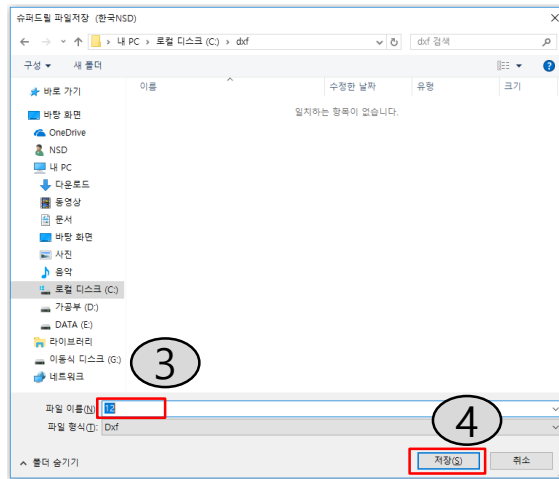 슈퍼드릴 파일저장 (한국NSD)
내 PC > 로컬 디스크 (C:) > dxf
dxf 검색
구성 새 폴더
이름 수정한 날짜 유형 크기
일치하는 항목이 없습니다.
바로 가기
바탕 화면
OneDrive
NSD
내 PC
다운로드
동영상
문서
바탕 화면
사진
음악
로컬 디스크 (C:)
가공부 (D:)
DATA (E:)
라이브러리
이동식 디스크 (G:)
네트워크
3
파일 이름(N): 12
파일 형식(T): Dxf
4
폴더 숨기기
저장(S) 취소